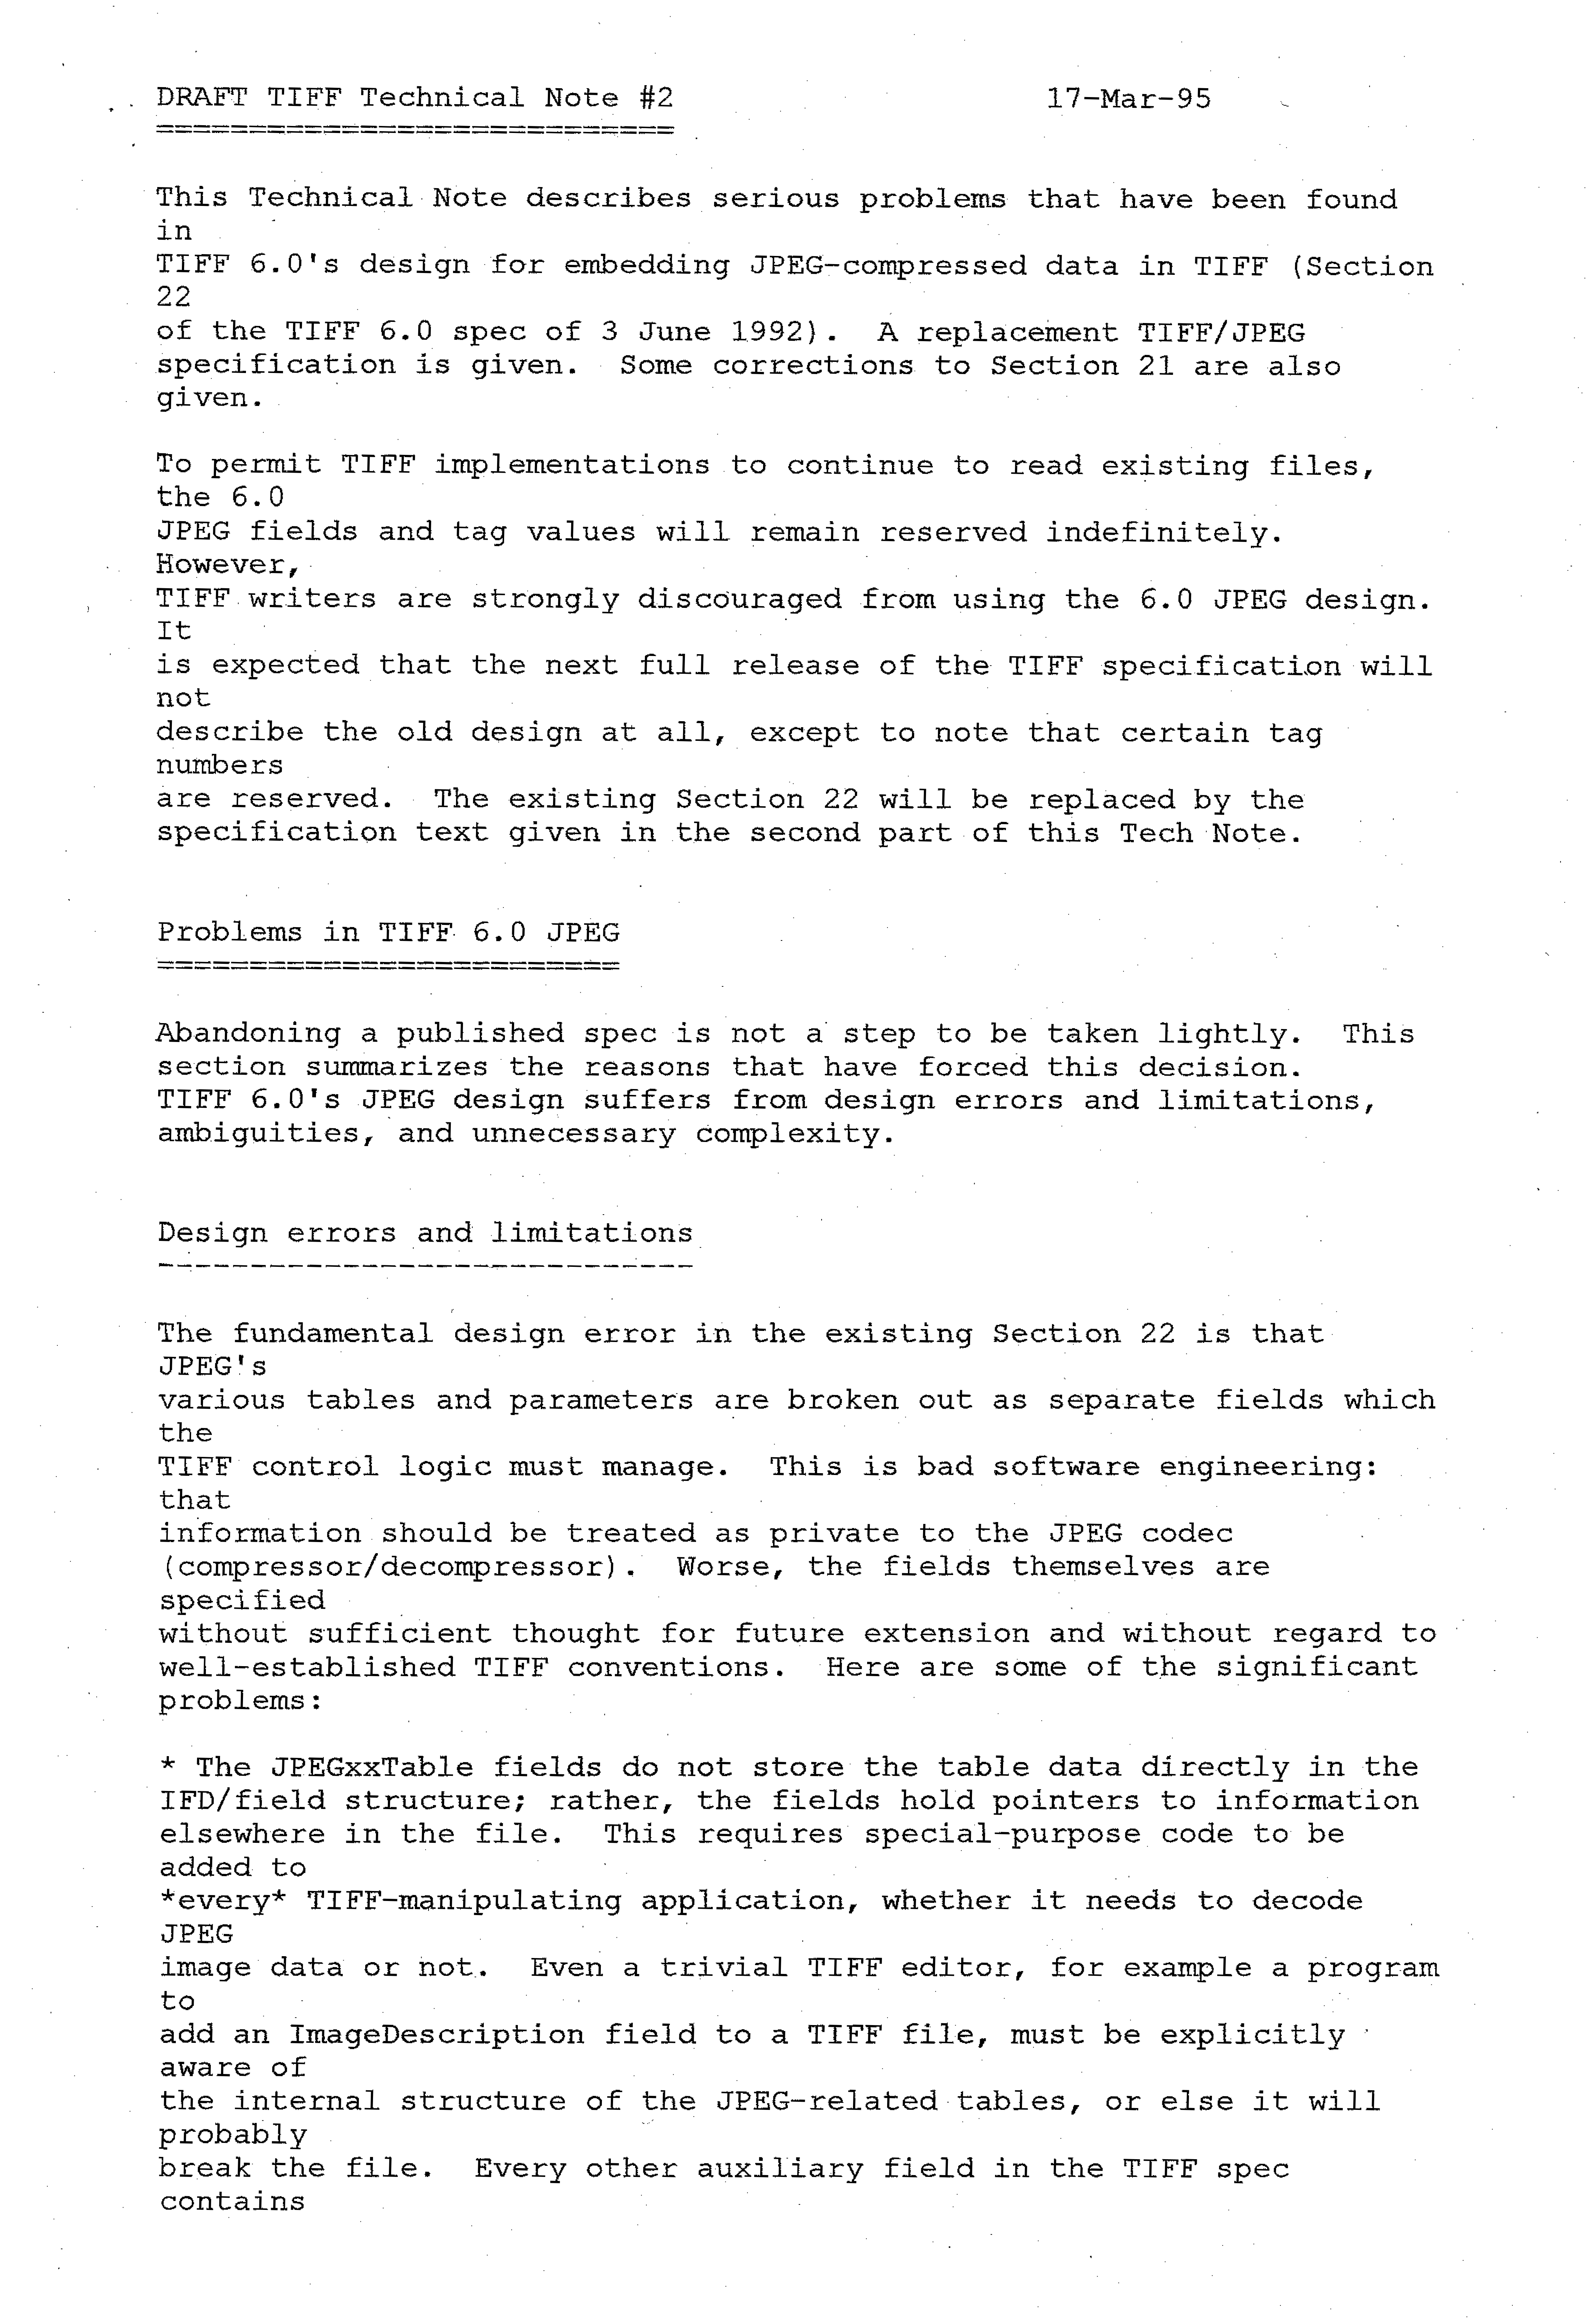 DRAFT TIFF Technical Note #2                    17-Mar-95
============================
This Technical Note describes serious problems that have been found
in
TIFF 6.0's design for embedding JPEG-compressed data in TIFF (Section
22
of the TIFF 6.0 spec of 3 June 1992).  A replacement TIFF/JPEG
specification is given.  Some corrections to Section 21 are also
given.
To permit TIFF implementations to continue to read existing files,
the 6.0
JPEG fields and tag values will remain reserved indefinitely.
However,
TIFF writers are strongly discouraged from using the 6.0 JPEG design.
It
is expected that the next full release of the TIFF specification will
not
describe the old design at all, except to note that certain tag
numbers
are reserved.  The existing Section 22 will be replaced by the
specification text given in the second part of this Tech Note.
Problems in TIFF 6.0 JPEG
=========================
Abandoning a published spec is not a step to be taken lightly.  This
section summarizes the reasons that have forced this decision.
TIFF 6.0's JPEG design suffers from design errors and limitations,
ambiguities, and unnecessary complexity.
Design errors and limitations
-----------------------------
The fundamental design error in the existing Section 22 is that
JPEG's
various tables and parameters are broken out as separate fields which
the
TIFF control logic must manage.  This is bad software engineering:
that
information should be treated as private to the JPEG codec
(compressor/decompressor).  Worse, the fields themselves are
specified
without sufficient thought for future extension and without regard to
well-established TIFF conventions.  Here are some of the significant
problems:
* The JPEGxxTable fields do not store the table data directly in the
IFD/field structure; rather, the fields hold pointers to information
elsewhere in the file.  This requires special-purpose code to be
added to
*every* TIFF-manipulating application, whether it needs to decode
JPEG
image data or not.  Even a trivial TIFF editor, for example a program
to
add an ImageDescription field to a TIFF file, must be explicitly
aware of
the internal structure of the JPEG-related tables, or else it will
probably
break the file.  Every other auxiliary field in the TIFF spec
contains